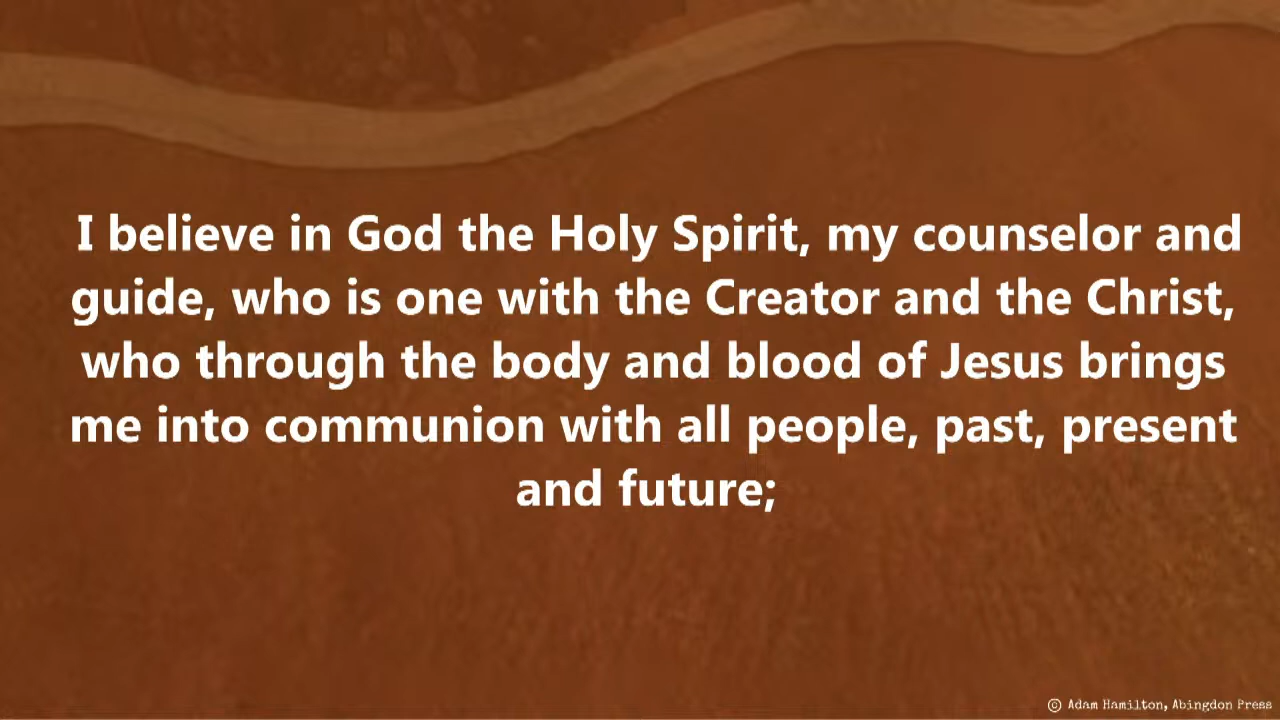 I believe in God the Holy Spirit, my counselor and
guide, who is one with the Creator and the Christ,
who through the body and blood of Jesus brings
me into communion with all people, past, present
and future;
© Adam Hamilton, Abingdon Press